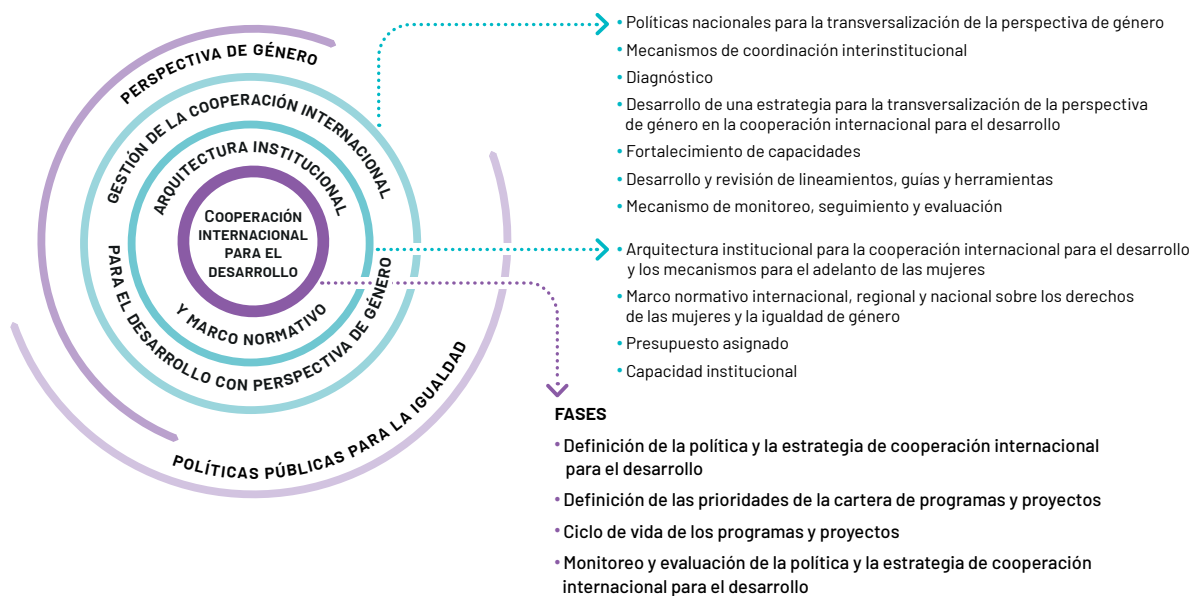 PERSPECTIVA DE GÉNERO
GESTIÓN DE LA COOPERACIÓN INTERNACIONAL
PARA EL DESARROLLO CON PERSPECTIVA DE GÉNERO
ARQUITECTURA INSTITUCIONAL
Y MARCO NORMATIVO
COOPERACIÓN
INTERNACIONAL
PARA EL
DESARROLLO
POLÍTICAS PÚBLICAS PARA LA IGUALDAD
• Políticas nacionales para la transversalización de la perspectiva de género
• Mecanismos de coordinación interinstitucional
• Diagnóstico
• Desarrollo de una estrategia para la transversalización de la perspectiva
de género en la cooperación internacional para el desarrollo
• Fortalecimiento de capacidades
• Desarrollo y revisión de lineamientos, guías y herramientas
• Mecanismo de monitoreo, seguimiento y evaluación
• Arquitectura institucional para la cooperación internacional para el desarrollo
y los mecanismos para el adelanto de las mujeres
• Marco normativo internacional, regional y nacional sobre los derechos
de las mujeres y la igualdad de género
• Presupuesto asignado
• Capacidad institucional
FASES
• Definición de la política y la estrategia de cooperación internacional
para el desarrollo
• Definición de las prioridades de la cartera de programas y proyectos
• Ciclo de vida de los programas y proyectos
• Monitoreo y evaluación de la política y la estrategia de cooperación
internacional para el desarrollo